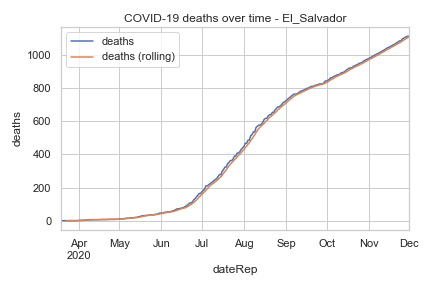 COVID-19 deaths over time - El_Salvador
deaths
deaths (rolling)
1000
800
600
400
200
0
deaths
Apr May Jun Jul Aug Sep Oct Nov Dec
2020
dateRep